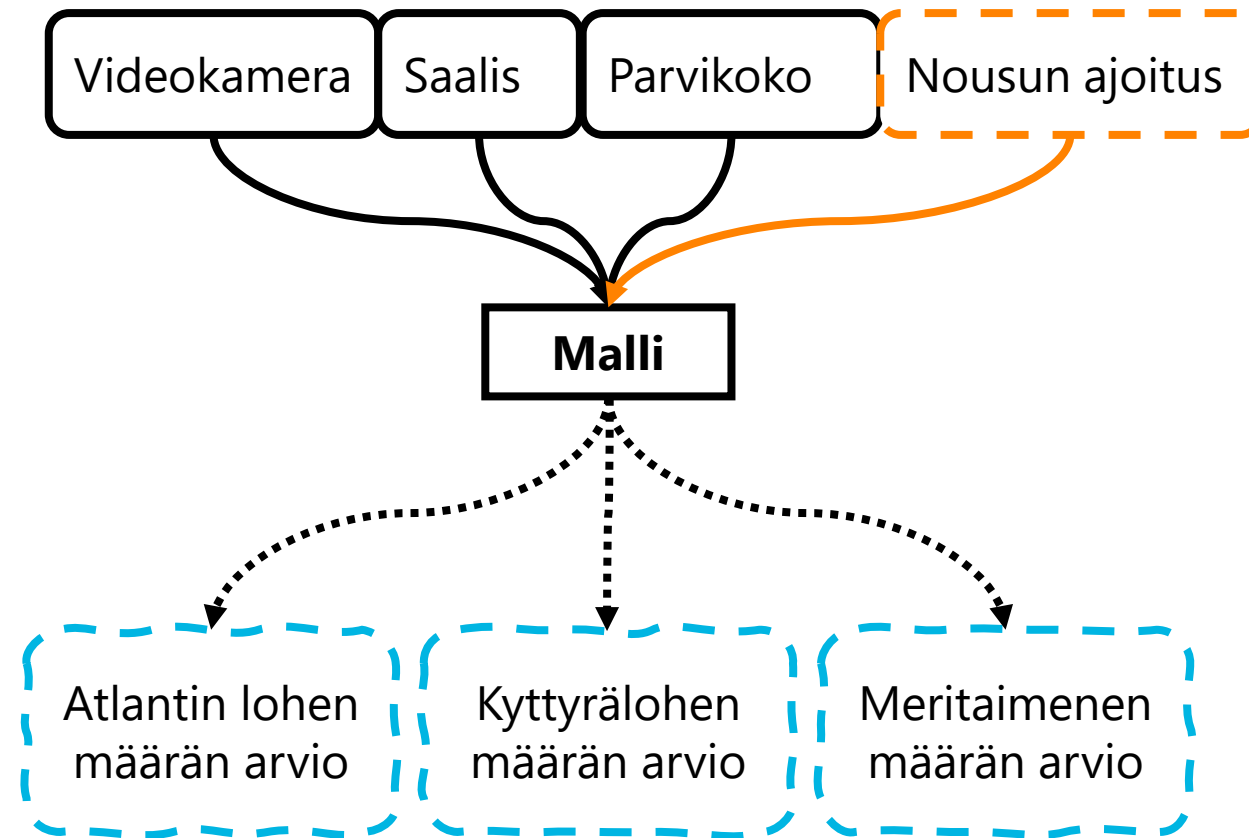 Videokamera
Saalis
Parvikoko
Nousun ajoitus
Malli
Atlantin lohen
määrän arvio
Kyttyrälohen
määrän arvio
Meritaimenen
määrän arvio